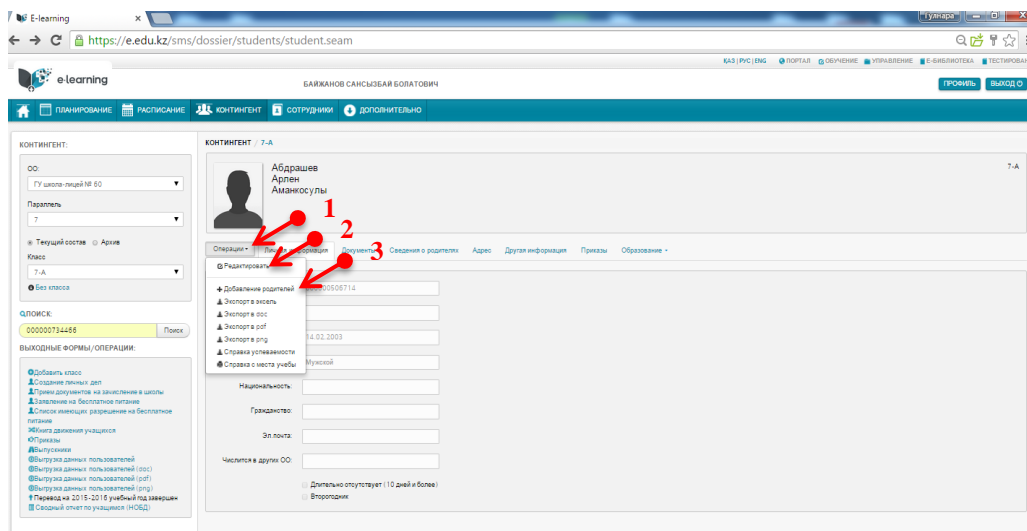 E-learning
Гулнара
https://e.edu.kz/sms/dossier/students/student.seam
ҚАЗ | РУС | ENG ПОРТАЛ ОБУЧЕНИЕ УПРАВЛЕНИЕ Е-БИБЛИОТЕКА ТЕСТИРОВАН
e-learning
БАЙЖАНОВ САНСЫЗБАЙ БОЛАТОВИЧ
ПРОФИЛЬ ВЫХОД
ПЛАНИРОВАНИЕ РАСПИСАНИЕ КОНТИНГЕНТ СОТРУДНИКИ ДОПОЛНИТЕЛЬНО
КОНТИНГЕНТ:
ОО:
ГУ школа-лицей № 60
Параллель
7
Текущий состав Архив
Класс
7-А
Без класса
ПОИСК:
000000734466 Поиск
ВЫХОДНЫЕ ФОРМЫ/ОПЕРАЦИИ:
Добавить класс
Создание личных дел
Прием документов на зачисление в школы
Заявление на бесплатное питание
Список имеющих разрешение на бесплатное
питание
Книга движения учащихся
Приказы
Выпускники
Выгрузка данных пользователей
Выгрузка данных пользователей (doc)
Выгрузка данных пользователей (pdf)
Выгрузка данных пользователей (png)
Перевод на 2015-2016 учебный год завершен
Сводный отчет по учащимся (НОБД)
КОНТИНГЕНТ / 7-А
Абдрашев
Арлен
Аманкосулы
7-А
1
2
3
Операции Документы Сведения о родителях Адрес Другая информация Приказы Образование
Редактировать
Добавление родителей
Экспорт в эксель
Экспорт в doc
Экспорт в pdf
Экспорт в png
Справка успеваемости
Справка с места учебы
506714
14.02.2003
Мужской
Национальность:
Гражданство:
Эл.почта:
Числится в других ОО:
Длительно отсутствует (10 дней и более)
Второгодник